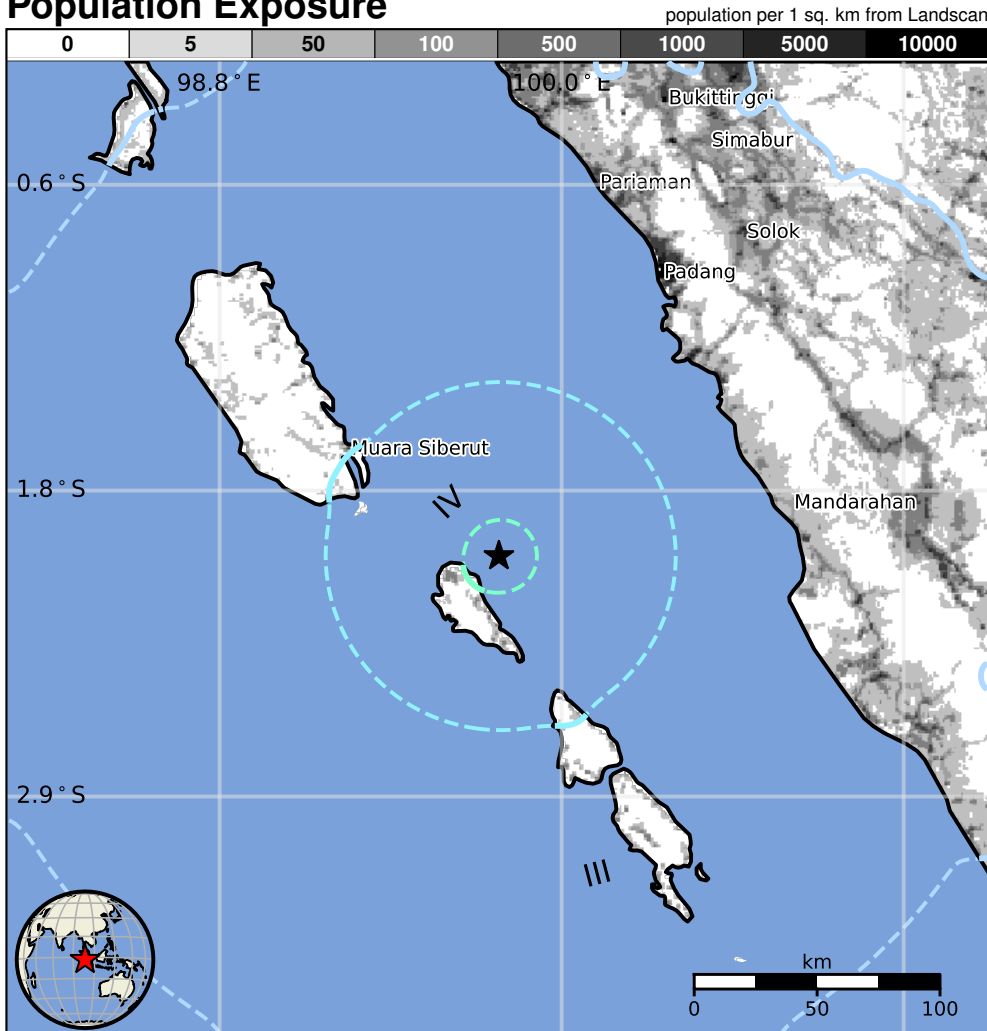 Population Exposure
population per 1 sq. km from Landscan
0 5 50 100 500 1000 5000 10000
98.8°E
100.0°E
Bukittinggi
Simabur
0.6°S
Pariaman
Solok
Padang
Muara Siberut
1.8°S
IV
Mandarahan
2.9°S
III
km
0 50 100